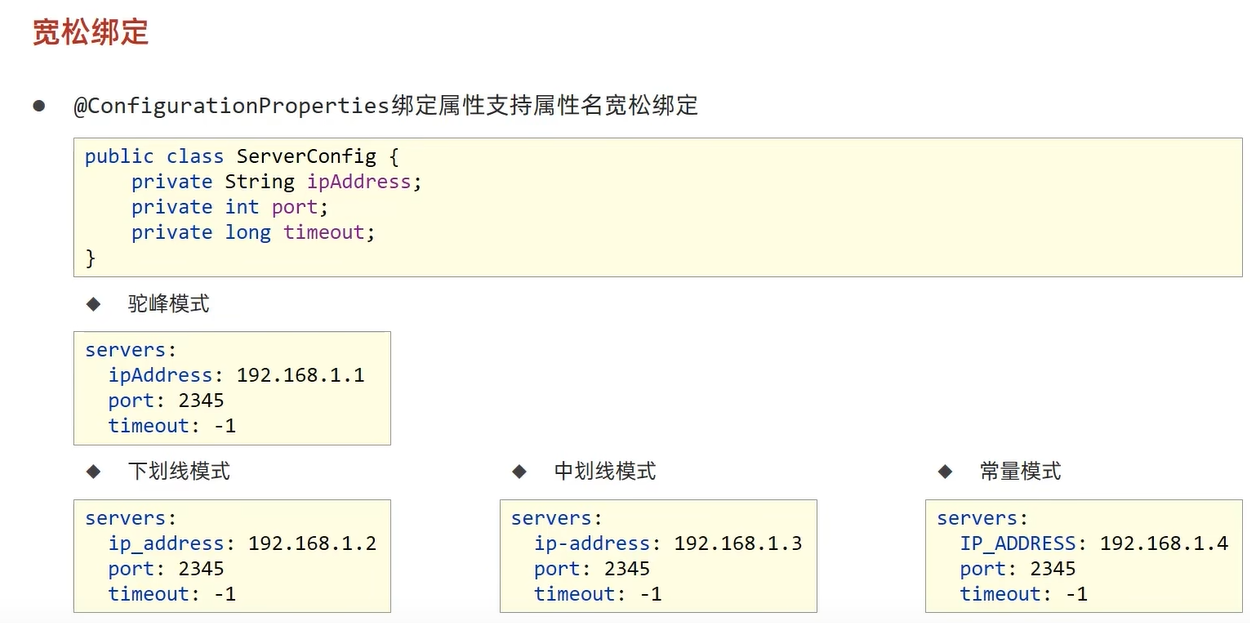 宽松绑定
● @ConfigurationProperties绑定属性支持属性名宽松绑定
public class ServerConfig {
    private String ipAddress;
    private int port;
    private long timeout;
}
◆ 驼峰模式
servers:
  ipAddress: 192.168.1.1
  port: 2345
  timeout: -1
◆ 下划线模式
servers:
  ip_address: 192.168.1.2
  port: 2345
  timeout: -1
◆ 中划线模式
servers:
  ip-address: 192.168.1.3
  port: 2345
  timeout: -1
◆ 常量模式
servers:
  IP_ADDRESS: 192.168.1.4
  port: 2345
  timeout: -1